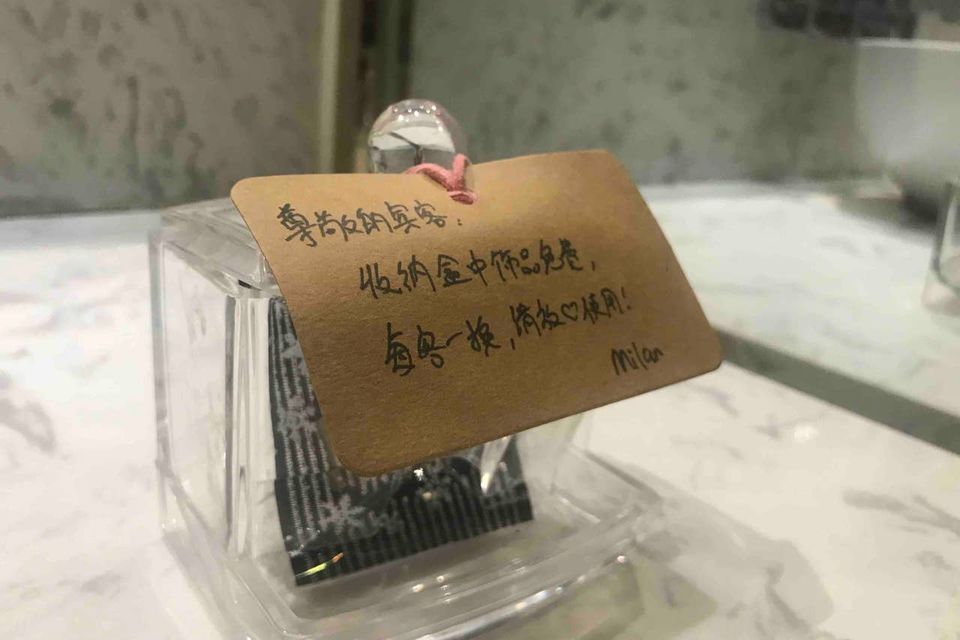 尊敬的宾客：
收纳盒中饰品免费，
每客一换，请放♡使用！
Milan